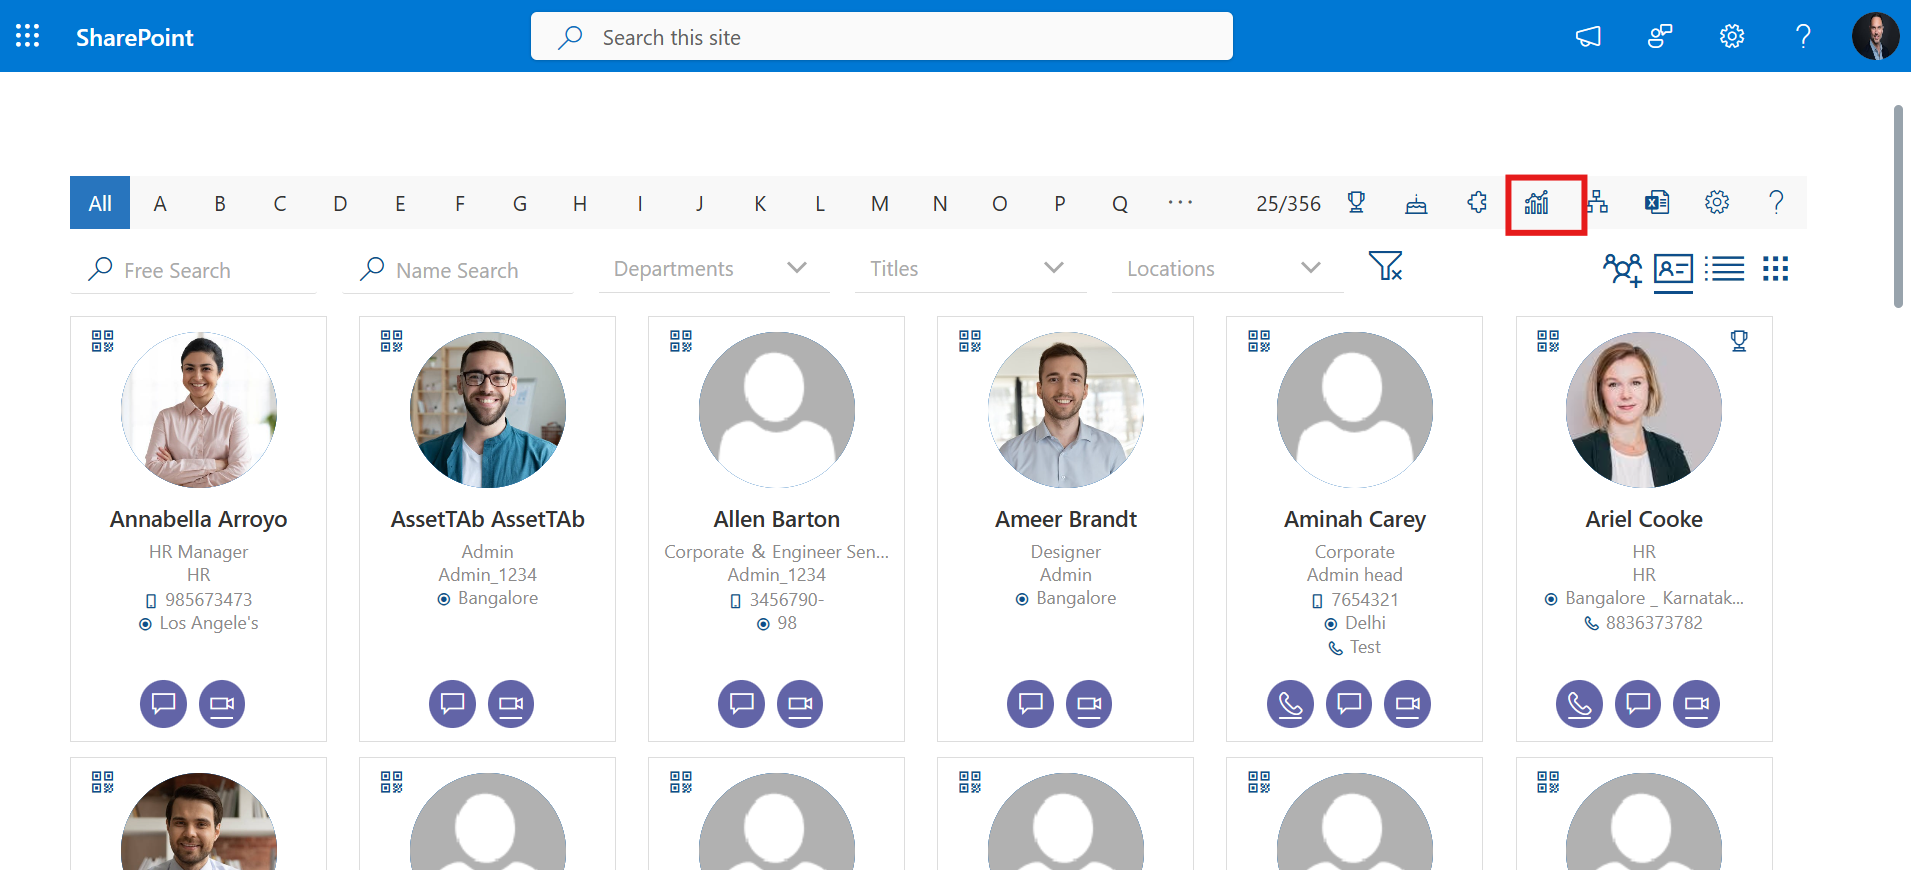 SharePoint
Search this site
All A B C D E F G H I J K L M N O P Q ... 25/356
Free Search Name Search Departments Titles Locations
Annabella Arroyo
HR Manager
HR
985673473
Los Angele's
AssetTAb AssetTAb
Admin
Admin_1234
Bangalore
Allen Barton
Corporate & Engineer Sen...
Admin_1234
3456790-
98
Ameer Brandt
Designer
Admin
Bangalore
Aminah Carey
Corporate
Admin head
7654321
Delhi
Test
Ariel Cooke
HR
HR
Bangalore _ Karnatak...
8836373782